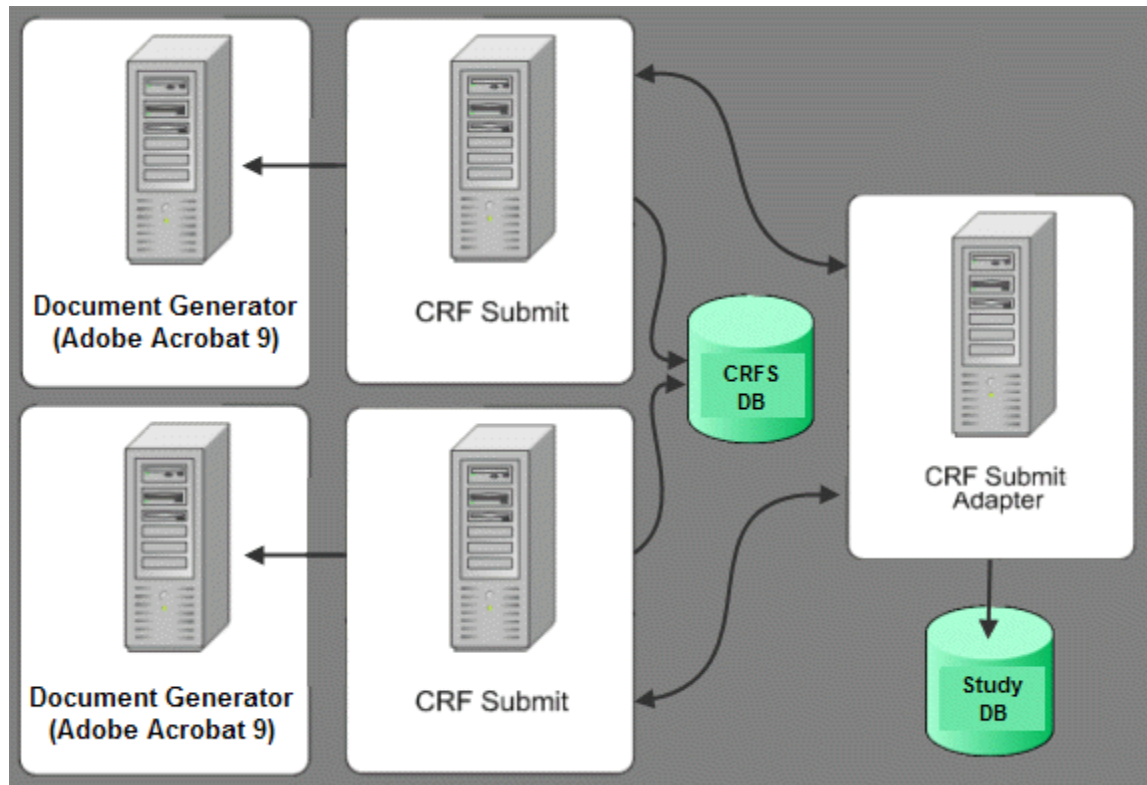 Document Generator
(Adobe Acrobat 9)
CRF Submit
CRFS
DB
CRF Submit
Adapter
Document Generator
(Adobe Acrobat 9)
CRF Submit
Study
DB